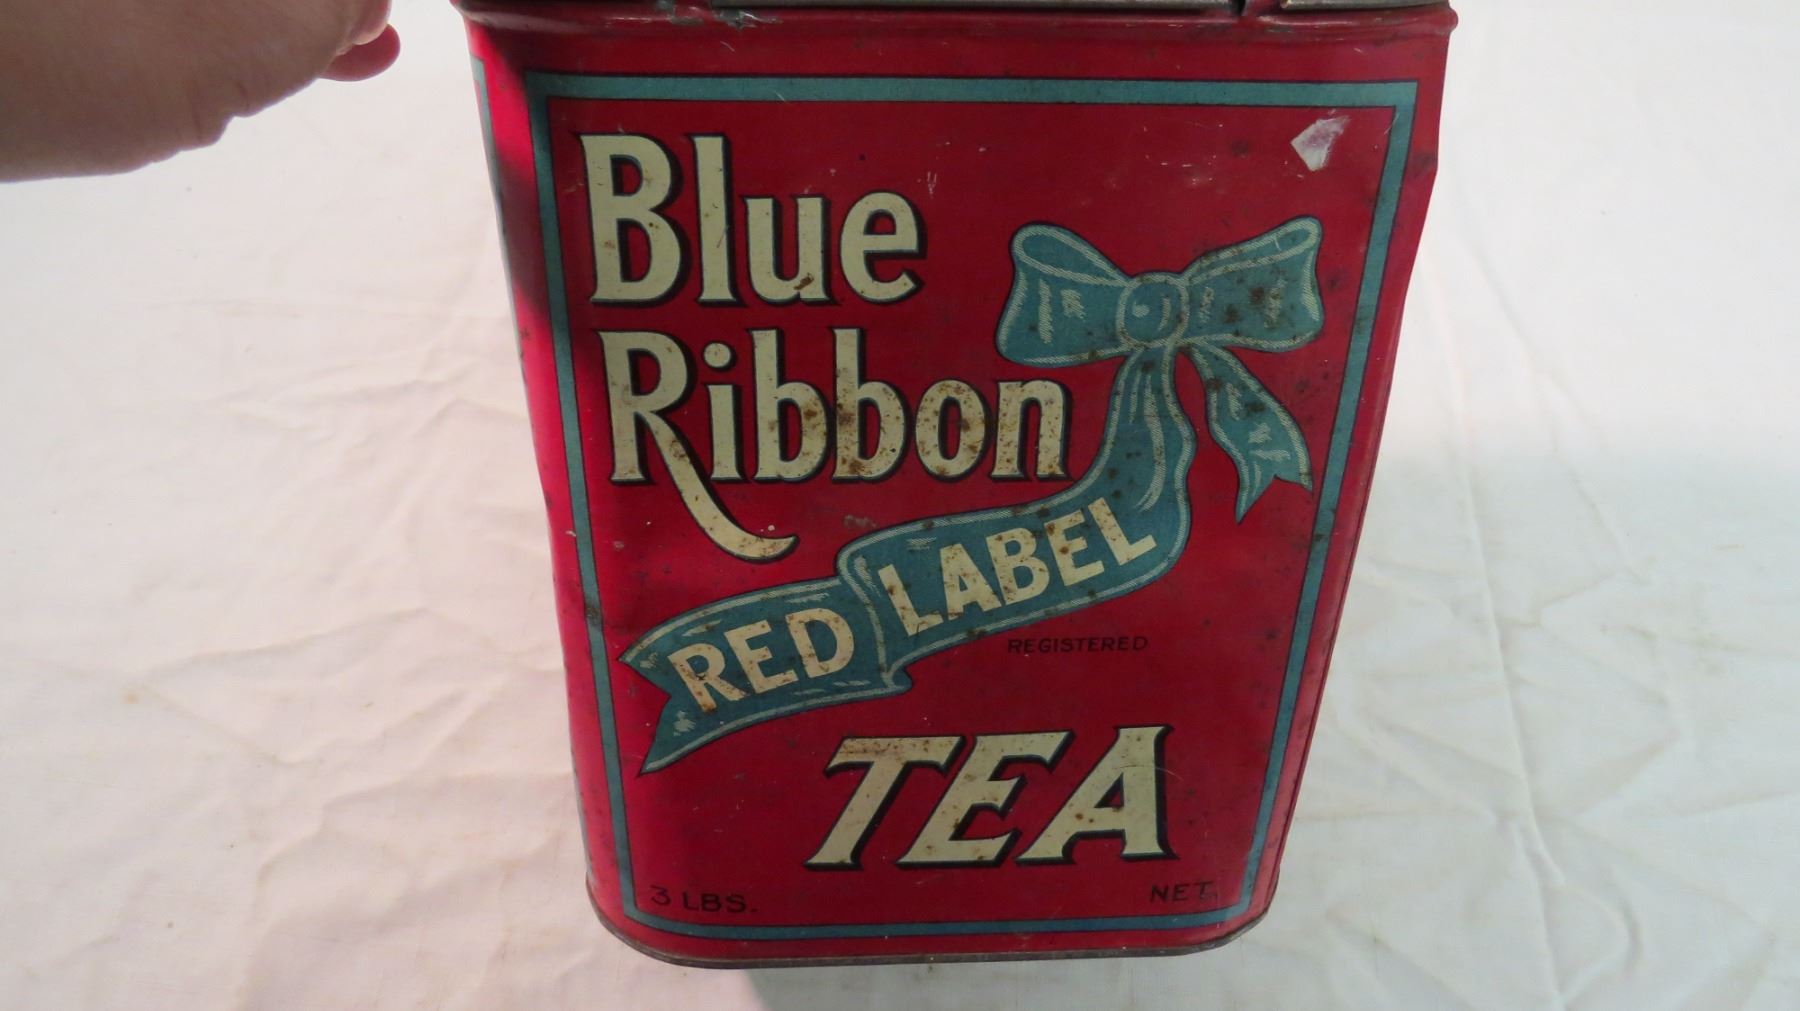 Blue
Ribbon
RED LABEL
REGISTERED
TEA
3 LBS. NET.